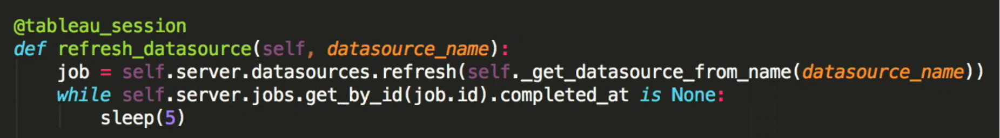 @tableau_session
def refresh_datasource(self, datasource_name):
    job = self.server.datasources.refresh(self._get_datasource_from_name(datasource_name))
    while self.server.jobs.get_by_id(job.id).completed_at is None:
        sleep(5)